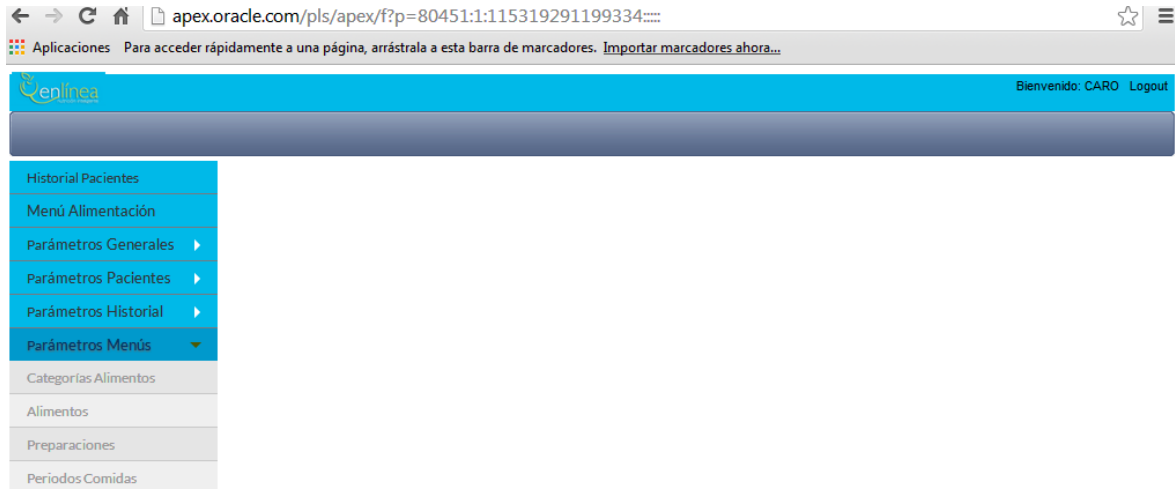 apex.oracle.com/pls/apex/f?p=80451:1:115319291199334:::::
Aplicaciones Para acceder rápidamente a una página, arrástrala a esta barra de marcadores. Importar marcadores ahora...
enlínea
Bienvenido: CARO Logout
Historial Pacientes
Menú Alimentación
Parámetros Generales
Parámetros Pacientes
Parámetros Historial
Parámetros Menús
Categorías Alimentos
Alimentos
Preparaciones
Periodos Comidas